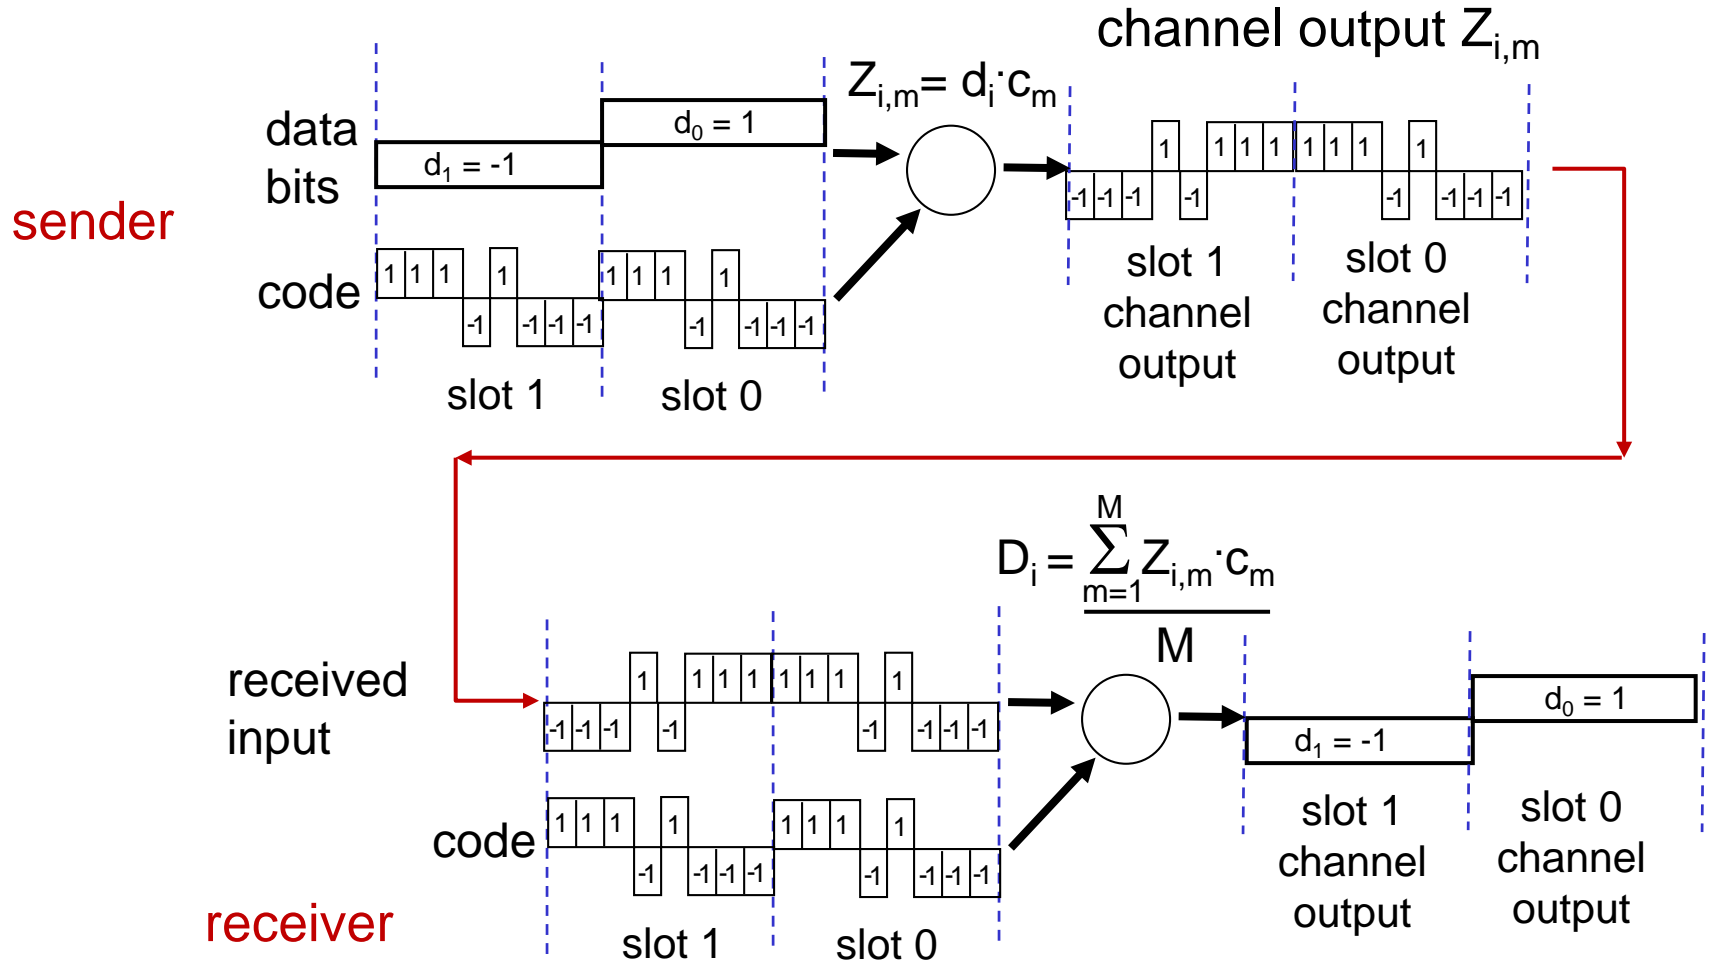 channel output Z_{i,m}
Z_{i,m}= d_i·c_m
data bits
d_1 = -1
d_0 = 1
sender
code
1 1 1 -1 1 -1 -1 -1
1 1 1 -1 1 -1 -1 -1
slot 1
slot 0
-1 -1 -1 1 -1 1 1 1
1 1 1 -1 1 -1 -1 -1
slot 1
channel
output
slot 0
channel
output
D_i = \sum_{m=1}^{M} Z_{i,m}·c_m
M
received
input
-1 -1 -1 1 -1 1 1 1
1 1 1 -1 1 -1 -1 -1
code
1 1 1 -1 1 -1 -1 -1
1 1 1 -1 1 -1 -1 -1
receiver
slot 1
slot 0
d_1 = -1
d_0 = 1
slot 1
channel
output
slot 0
channel
output